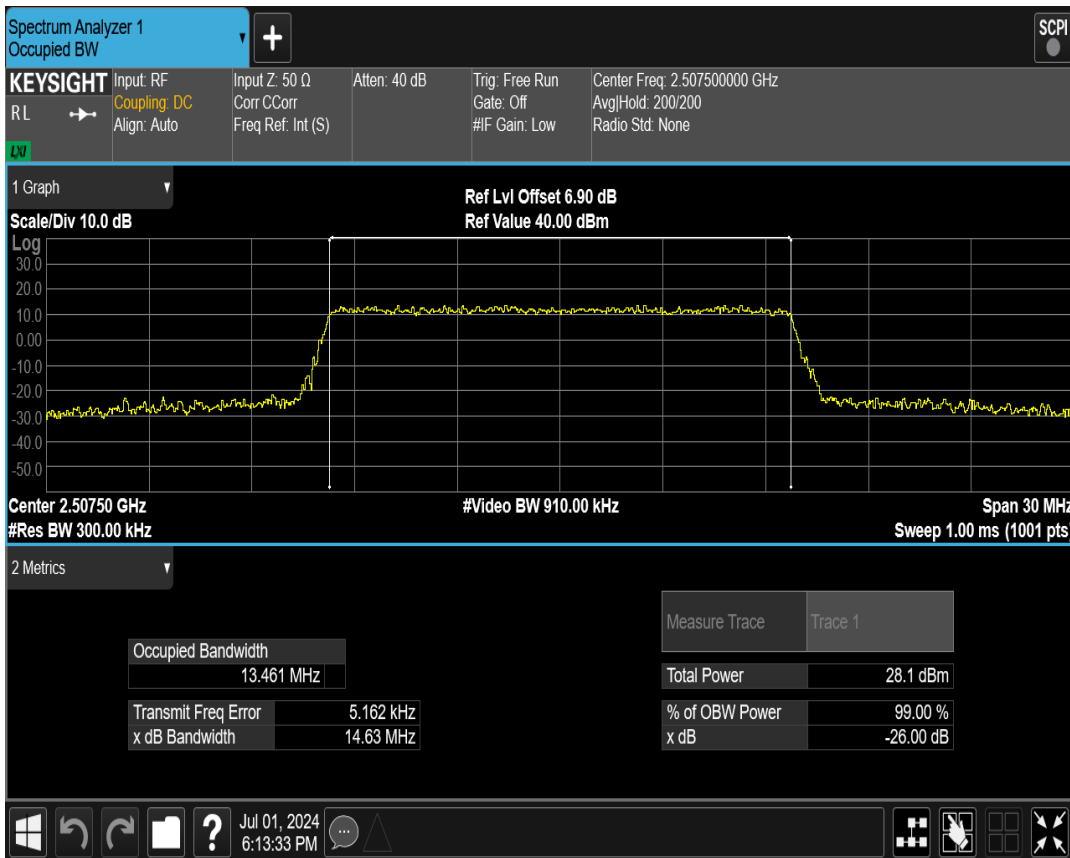 Spectrum Analyzer 1
Occupied BW
+
SCPI
KEYSIGHT
R L
LXI
Input: RF
Coupling: DC
Align: Auto
Input Z: 50 Ω
Corr CCorr
Freq Ref: Int (S)
Atten: 40 dB
Trig: Free Run
Gate: Off
#IF Gain: Low
Center Freq: 2.507500000 GHz
Avg|Hold: 200/200
Radio Std: None
1 Graph
Scale/Div 10.0 dB
Ref Lvl Offset 6.90 dB
Ref Value 40.00 dBm
Log
30.0
20.0
10.0
0.00
-10.0
-20.0
-30.0
-40.0
-50.0
Center 2.50750 GHz
#Res BW 300.00 kHz
#Video BW 910.00 kHz
Span 30 MHz
Sweep 1.00 ms (1001 pts)
2 Metrics
Occupied Bandwidth
13.461 MHz
Transmit Freq Error 5.162 kHz
x dB Bandwidth 14.63 MHz
Measure Trace Trace 1
Total Power 28.1 dBm
% of OBW Power 99.00 %
x dB -26.00 dB
?
Jul 01, 2024
6:13:33 PM